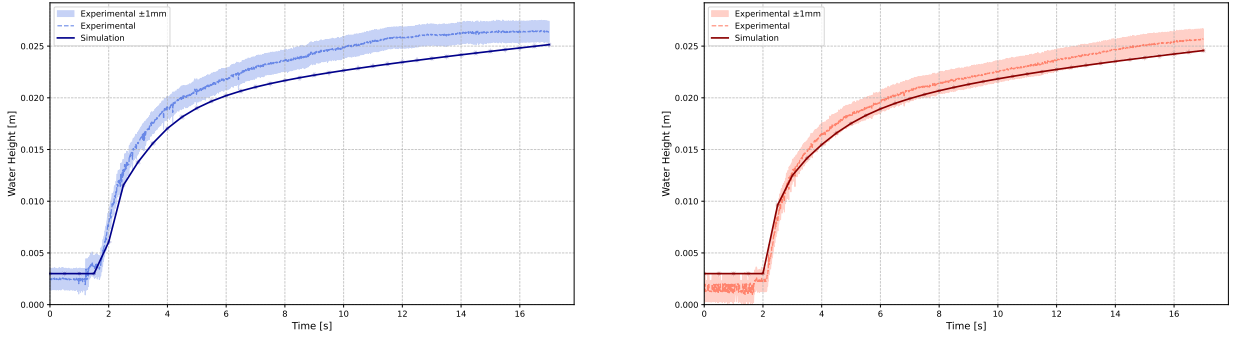 Experimental ±1mm
Experimental
Simulation
Water Height [m]
0.025
0.020
0.015
0.010
0.005
0.000
0 2 4 6 8 10 12 14 16
Time [s]
Experimental ±1mm
Experimental
Simulation
Water Height [m]
0.025
0.020
0.015
0.010
0.005
0.000
0 2 4 6 8 10 12 14 16
Time [s]